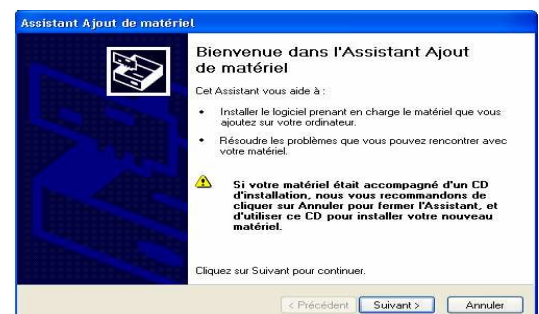 Assistant Ajout de matériel
Bienvenue dans l'Assistant Ajout
de matériel
Cet Assistant vous aide à :
• Installer le logiciel prenant en charge le matériel que vous
ajoutez sur votre ordinateur.
• Résoudre les problèmes que vous pouvez rencontrer avec
votre matériel.
Si votre matériel était accompagné d'un CD
d'installation, nous vous recommandons de
cliquer sur Annuler pour fermer l'Assistant, et
d'utiliser ce CD pour installer votre nouveau
matériel.
Cliquez sur Suivant pour continuer.
< Précédent Suivant > Annuler